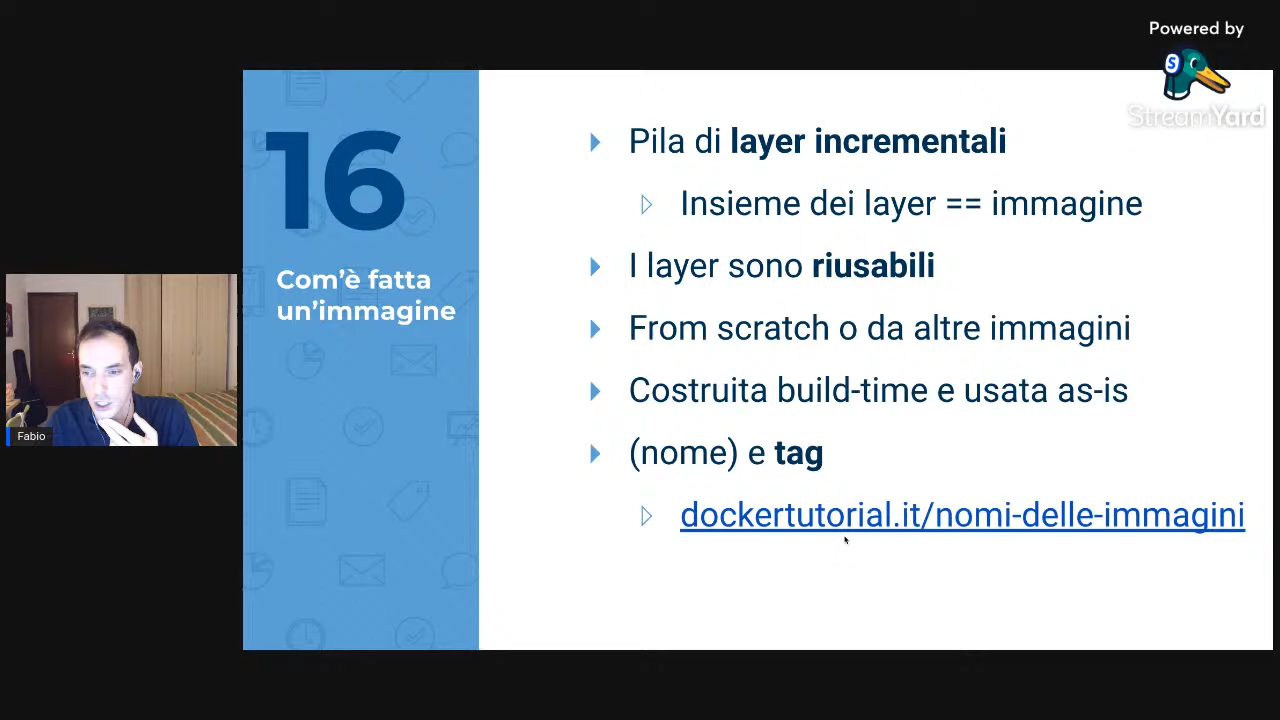 Powered by
StreamYard
16
Com’è fatta
un’immagine
Pila di layer incrementali
Insieme dei layer == immagine
I layer sono riusabili
From scratch o da altre immagini
Costruita build-time e usata as-is
(nome) e tag
dockertutorial.it/nomi-delle-immagini
Fabio